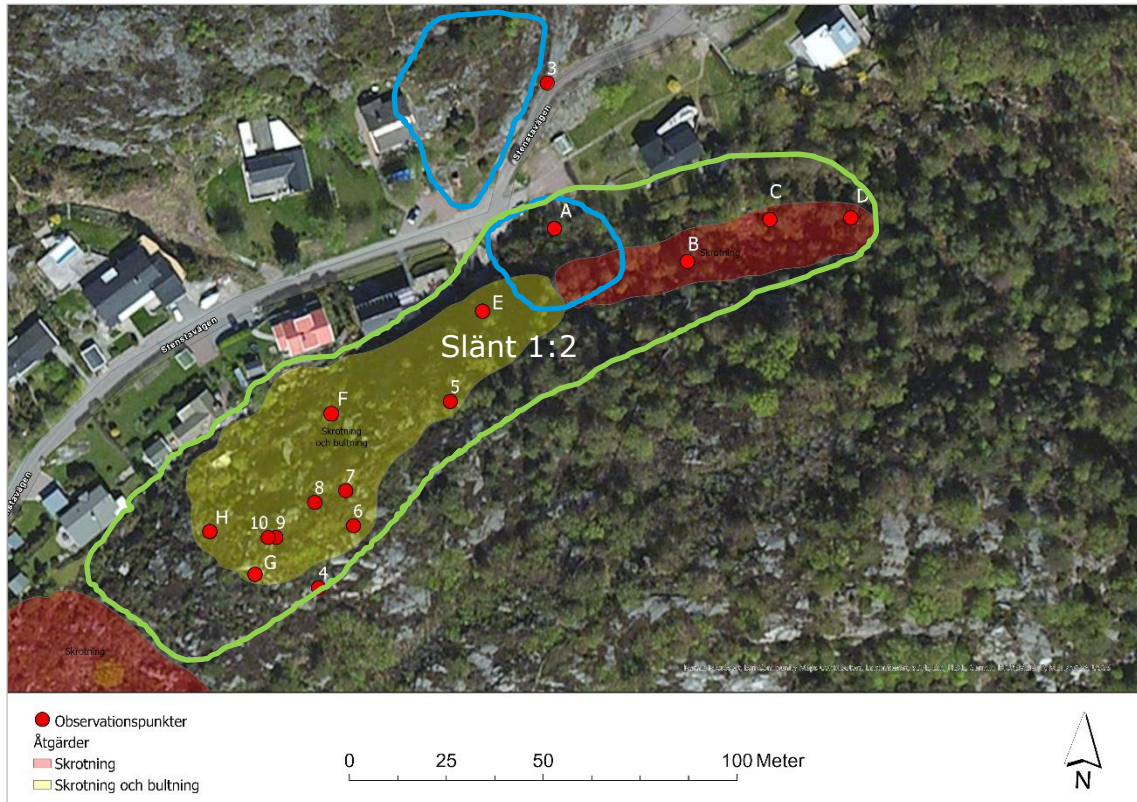 3
Stenstavägen
A
C
D
B
Skrotning
E
Slänt 1:2
Stenstavägen
5
F
Skrotning
och bultning
7
8
6
H
10 9
G
4
Skrotning
Observationspunkter
Åtgärder
Skrotning
Skrotning och bultning
0 25 50 100 Meter
N